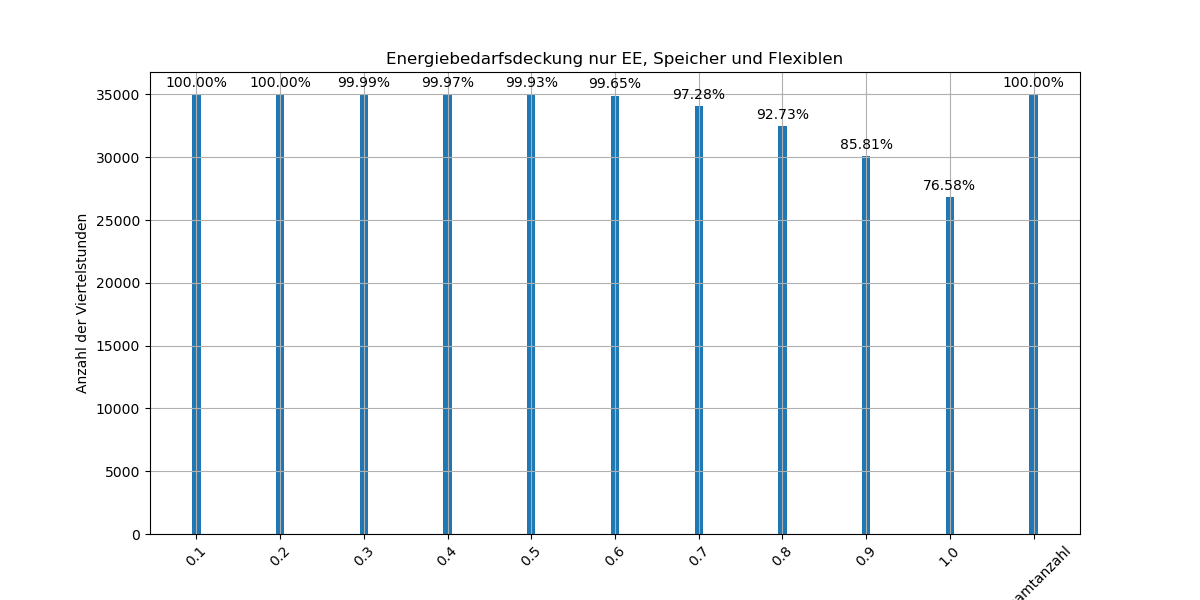 Energiebedarfsdeckung nur EE, Speicher und Flexiblen
100.00% 100.00% 99.99% 99.97% 99.93% 99.65% 97.28% 92.73% 85.81% 76.58% 100.00%
Anzahl der Viertelstunden
35000
30000
25000
20000
15000
10000
5000
0
0.1 0.2 0.3 0.4 0.5 0.6 0.7 0.8 0.9 1.0 amtanzahl